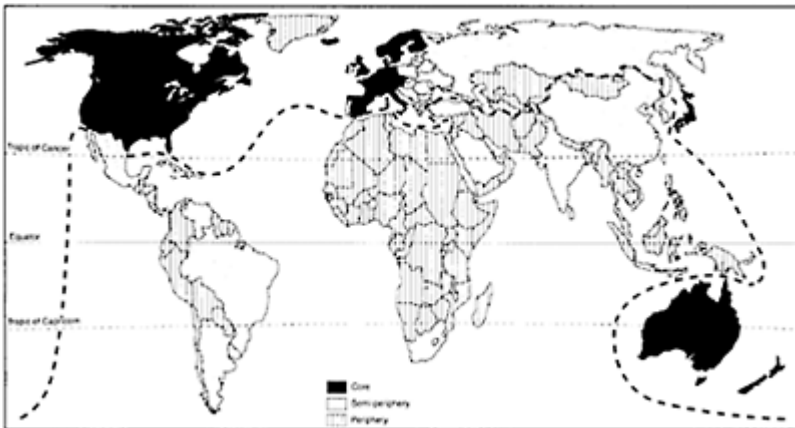 Tropic of Cancer
Equator
Tropic of Capricorn
Core
Semi-periphery
Periphery